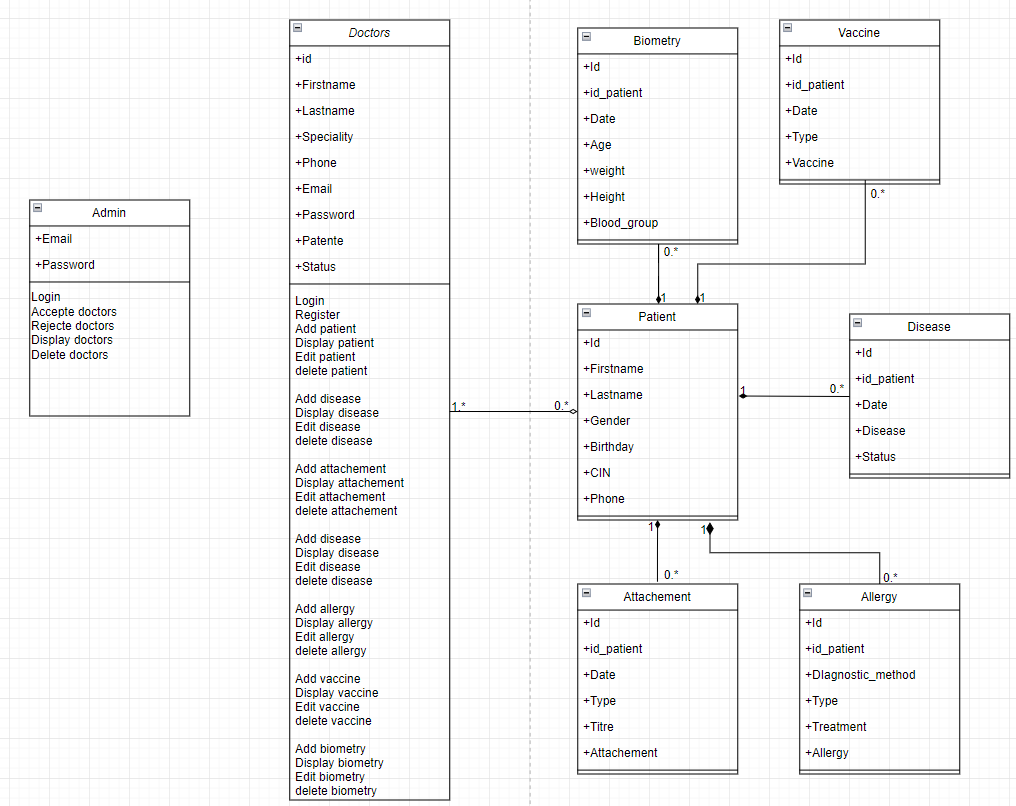 Admin
+Email
+Password
Login
Accepte doctors
Rejecte doctors
Display doctors
Delete doctors
Doctors
+id
+Firstname
+Lastname
+Speciality
+Phone
+Email
+Password
+Patente
+Status
Login
Register
Add patient
Display patient
Edit patient
delete patient
Add disease
Display disease
Edit disease
delete disease
Add attachement
Display attachement
Edit attachement
delete attachement
Add disease
Display disease
Edit disease
delete disease
Add allergy
Display allergy
Edit allergy
delete allergy
Add vaccine
Display vaccine
Edit vaccine
delete vaccine
Add biometry
Display biometry
Edit biometry
delete biometry
1.*
0.*
Biometry
+Id
+id_patient
+Date
+Age
+weight
+Height
+Blood_group
0.*
1
Vaccine
+Id
+id_patient
+Date
+Type
+Vaccine
0.*
1
Patient
+Id
+Firstname
+Lastname
+Gender
+Birthday
+CIN
+Phone
1
0.*
Disease
+Id
+id_patient
+Date
+Disease
+Status
1
0.*
Attachement
+Id
+id_patient
+Date
+Type
+Titre
+Attachement
1
0.*
Allergy
+Id
+id_patient
+DIagnostic_method
+Type
+Treatment
+Allergy